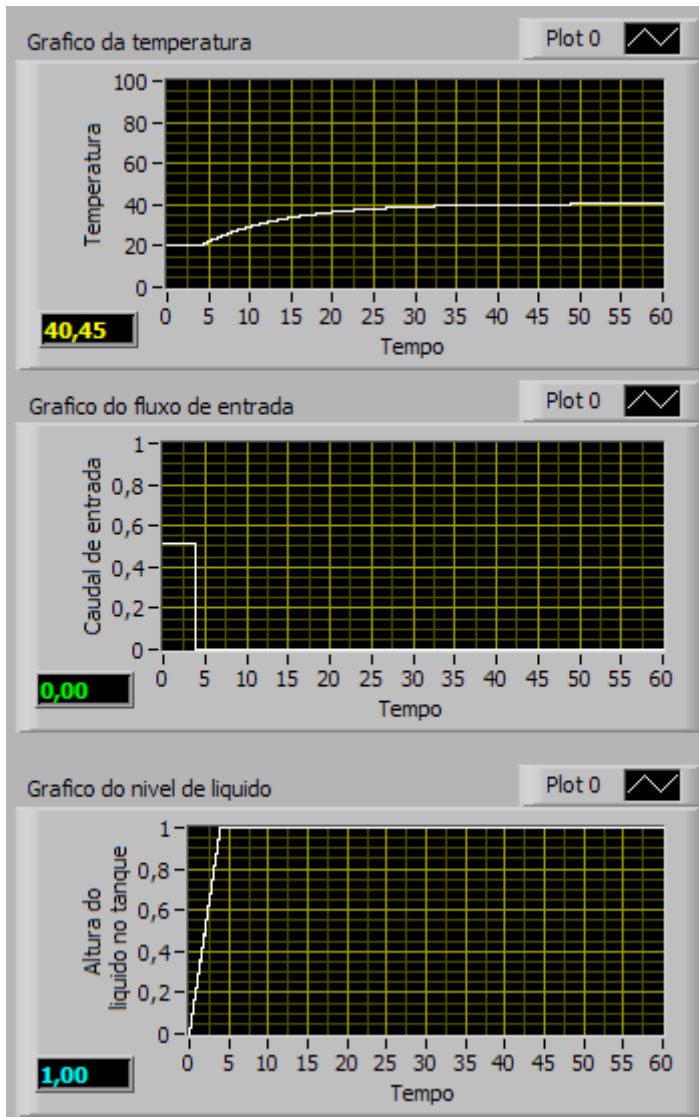 Grafico da temperatura
Plot 0
Temperatura
100
80
60
40
20
0
0 5 10 15 20 25 30 35 40 45 50 55 60
Tempo
40,45
Grafico do fluxo de entrada
Plot 0
Caudal de entrada
1
0,8
0,6
0,4
0,2
0
0 5 10 15 20 25 30 35 40 45 50 55 60
Tempo
0,00
Grafico do nivel de liquido
Plot 0
Altura do
liquido no tanque
1
0,8
0,6
0,4
0,2
0
0 5 10 15 20 25 30 35 40 45 50 55 60
Tempo
1,00